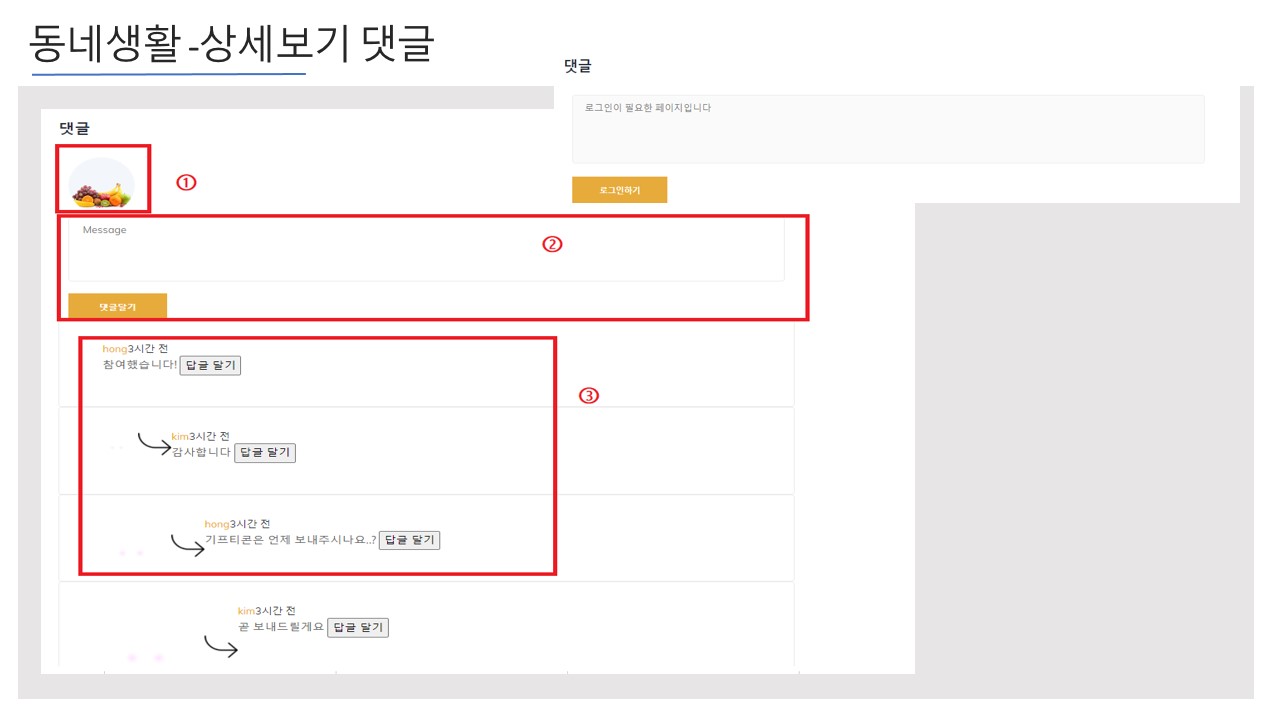 동네생활 -상세보기 댓글
댓글
로그인이 필요한 페이지입니다
로그인하기
댓글
①
Message
②
댓글달기
hong3시간 전
참여했습니다! 답글 달기
③
kim3시간 전
감사합니다 답글 달기
hong3시간 전
기프티콘은 언제 보내주시나요..? 답글 달기
kim3시간 전
곧 보내드릴게요 답글 달기